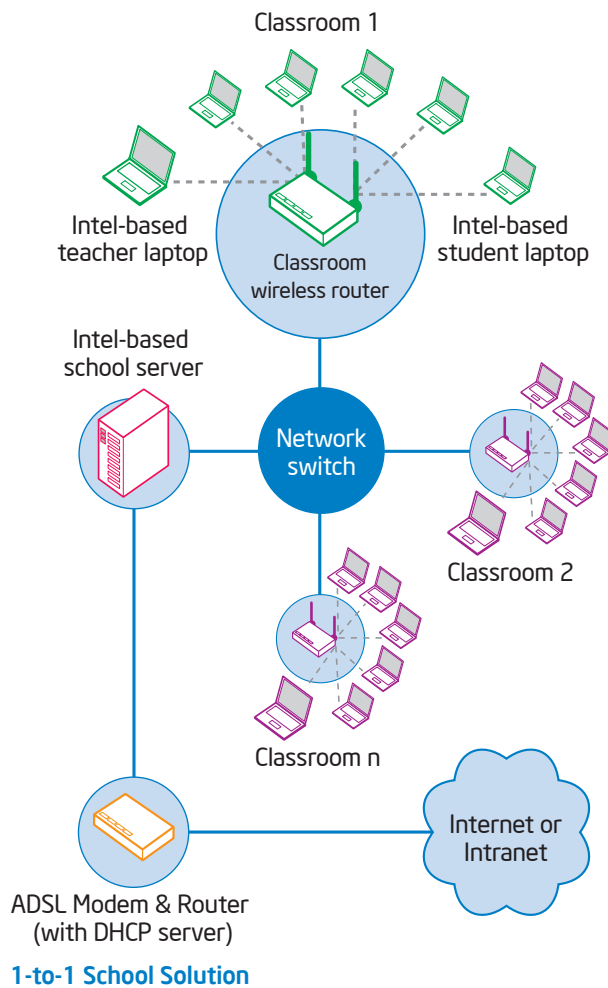 Classroom 1
Intel-based
teacher laptop
Intel-based
student laptop
Classroom
wireless router
Intel-based
school server
Network
switch
Classroom 2
Classroom n
Internet or
Intranet
ADSL Modem & Router
(with DHCP server)
1-to-1 School Solution